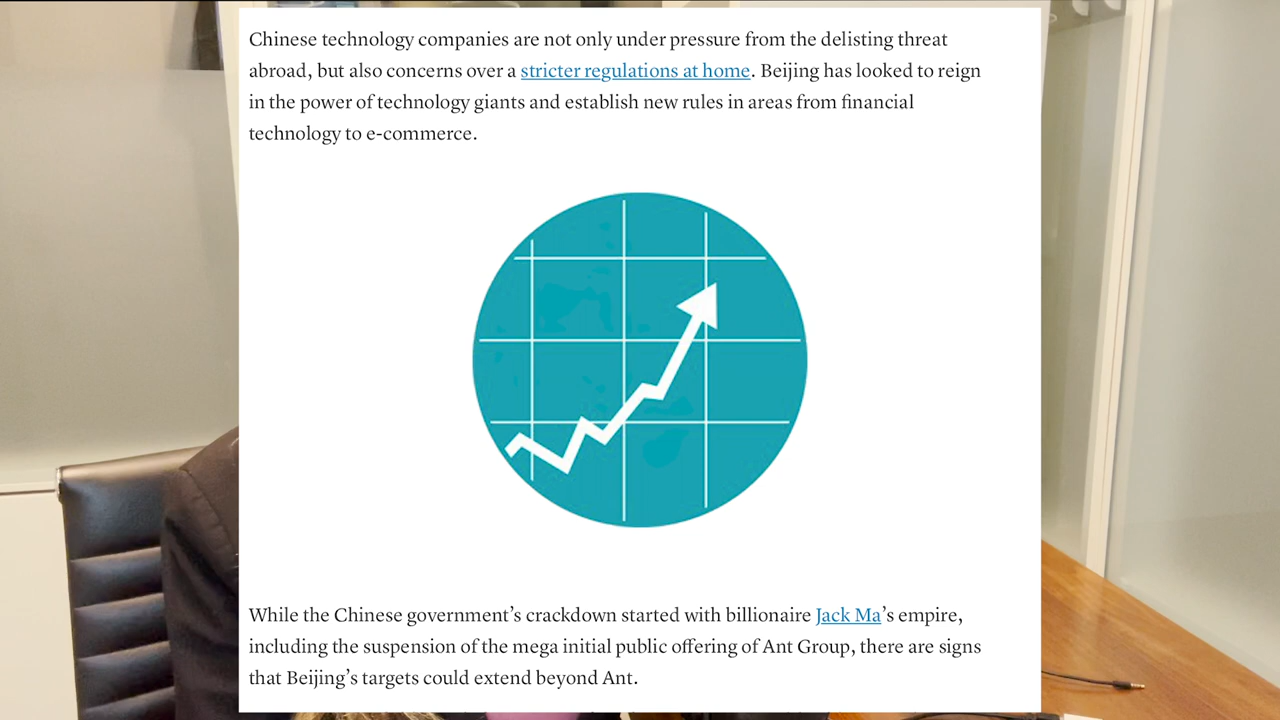 Chinese technology companies are not only under pressure from the delisting threat
abroad, but also concerns over a stricter regulations at home. Beijing has looked to reign
in the power of technology giants and establish new rules in areas from financial
technology to e-commerce.
While the Chinese government’s crackdown started with billionaire Jack Ma’s empire,
including the suspension of the mega initial public offering of Ant Group, there are signs
that Beijing’s targets could extend beyond Ant.